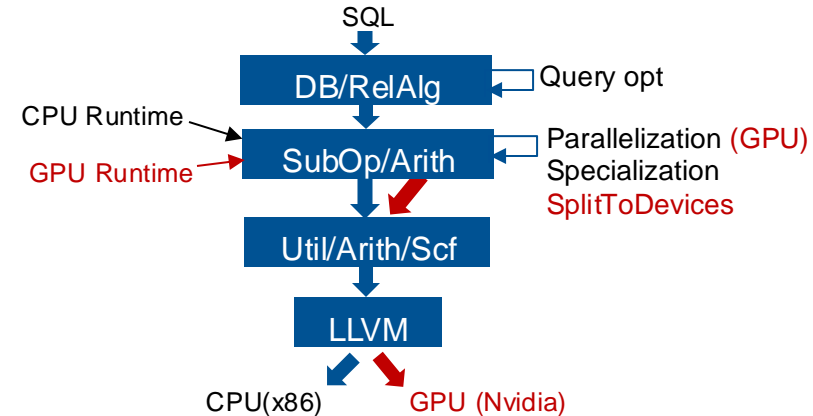 SQL
DB/RelAlg
Query opt
CPU Runtime
GPU Runtime
SubOp/Arith
Parallelization (GPU)
Specialization
SplitToDevices
Util/Arith/Scf
LLVM
CPU(x86)
GPU (Nvidia)